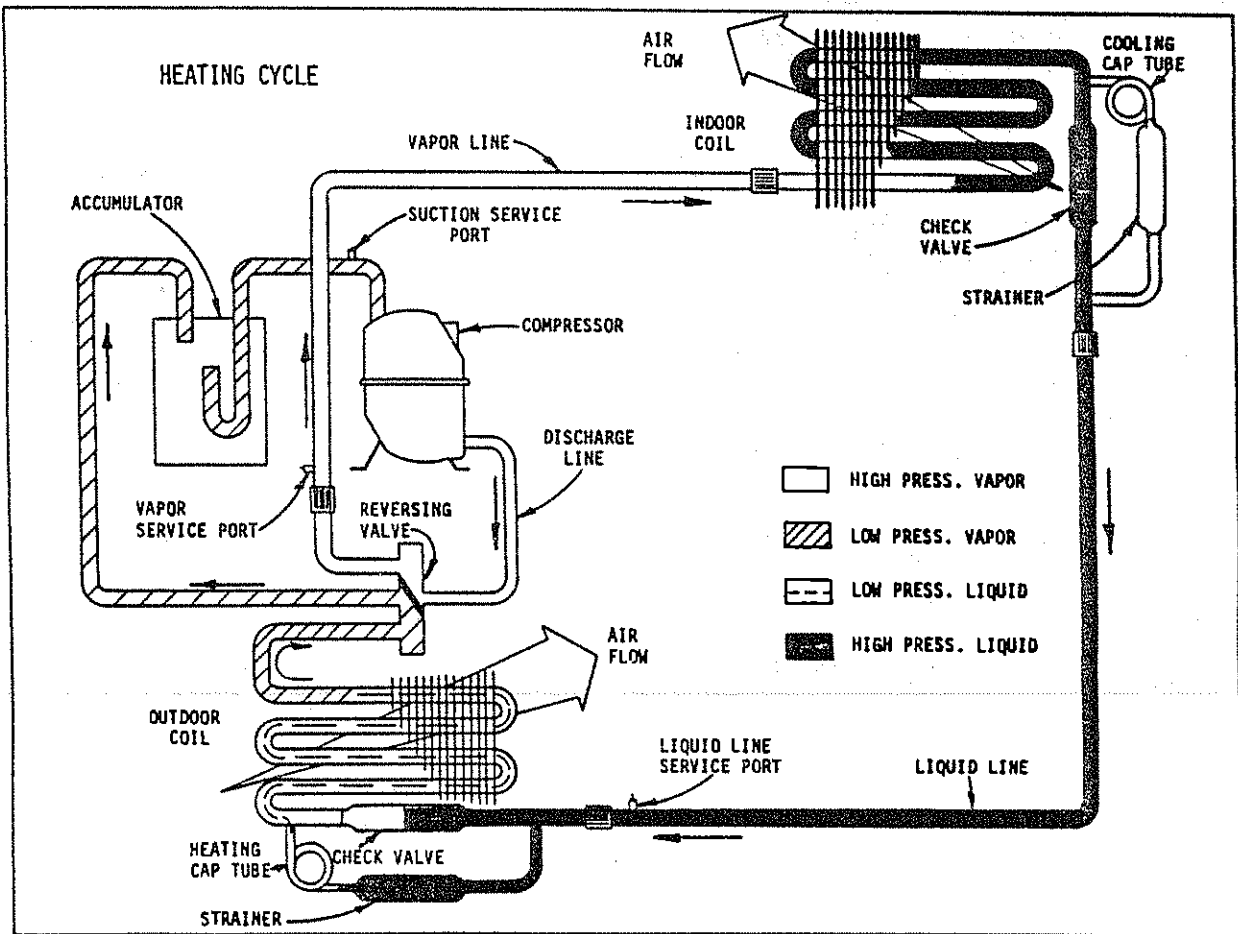 HEATING CYCLE
AIR
FLOW
COOLING
CAP TUBE
INDOOR
COIL
VAPOR LINE
ACCUMULATOR
SUCTION SERVICE
PORT
CHECK
VALVE
STRAINER
COMPRESSOR
DISCHARGE
LINE
VAPOR
SERVICE PORT
REVERSING
VALVE
HIGH PRESS. VAPOR
LOW PRESS. VAPOR
LOW PRESS. LIQUID
HIGH PRESS. LIQUID
AIR
FLOW
OUTDOOR
COIL
LIQUID LINE
SERVICE PORT
LIQUID LINE
HEATING
CAP TUBE
CHECK VALVE
STRAINER